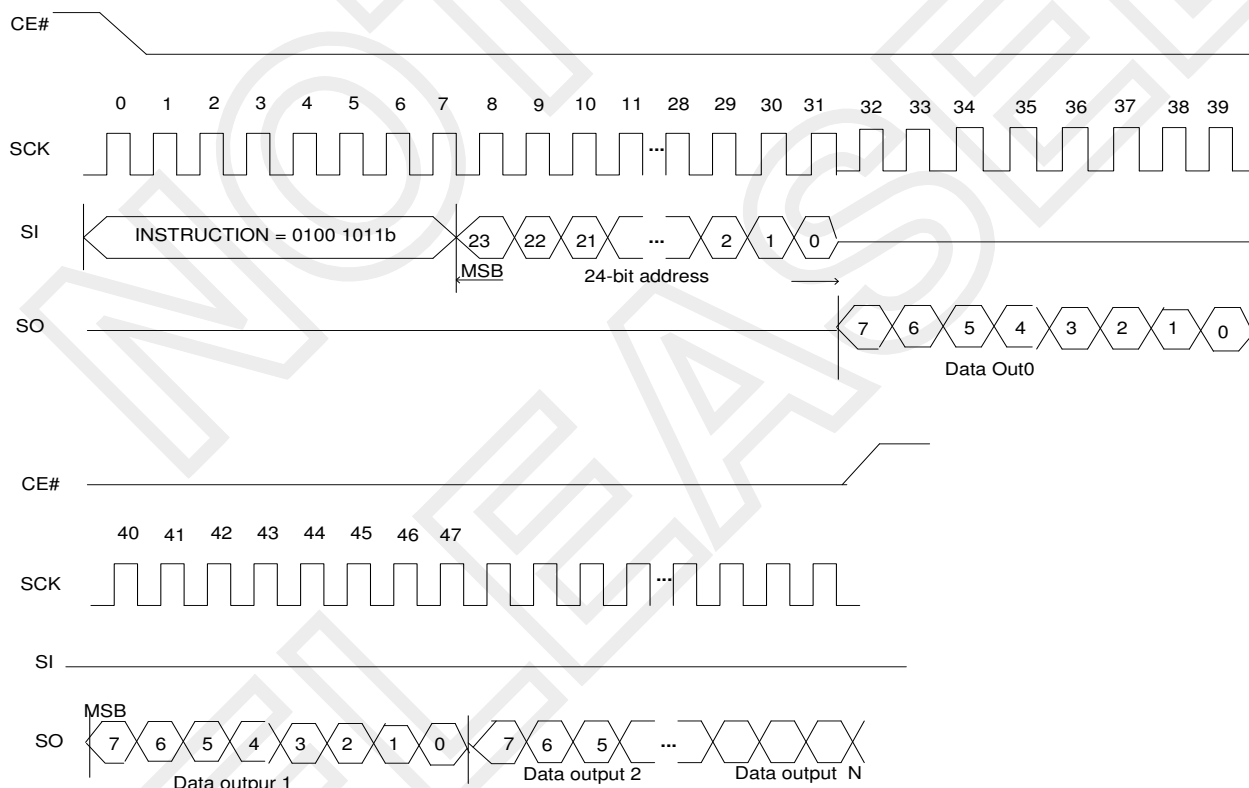 CE#
0 1 2 3 4 5 6 7 8 9 10 11 28 29 30 31 32 33 34 35 36 37 38 39
SCK ...
SI INSTRUCTION = 0100 1011b 23 22 21 ... 2 1 0
MSB 24-bit address
SO 7 6 5 4 3 2 1 0
Data Out0
CE#
40 41 42 43 44 45 46 47
SCK ...
SI
MSB
SO 7 6 5 4 3 2 1 0 7 6 5 ...
Data outpur 1 Data output 2 Data output N